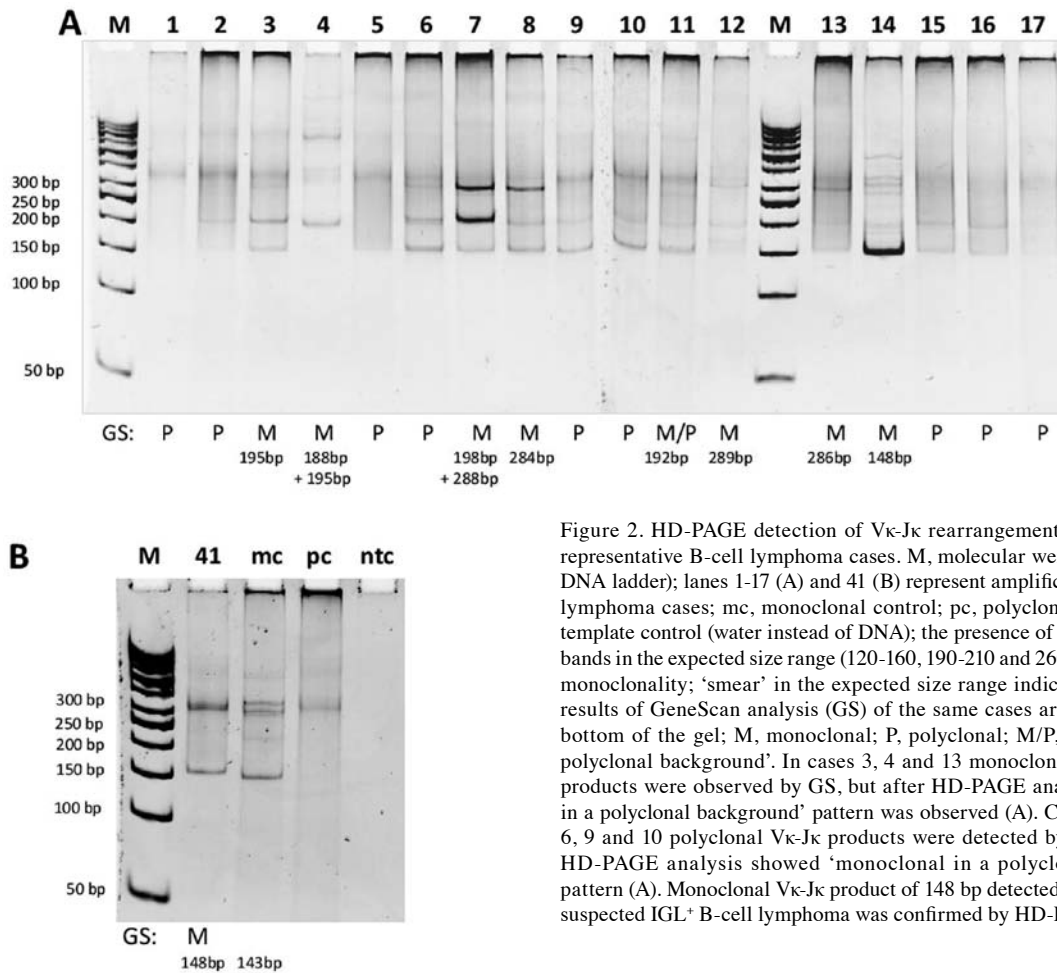 A
M 1 2 3 4 5 6 7 8 9 10 11 12 M 13 14 15 16 17
300 bp
250 bp
200 bp
150 bp
100 bp
50 bp
GS: P P M M P P M M P P M/P M M M P P P
195bp 188bp 198bp 284bp 192bp 289bp 286bp 148bp
+ 195bp + 288bp
B
M 41 mc pc ntc
300 bp
250 bp
200 bp
150 bp
100 bp
50 bp
GS: M
148bp 143bp
Figure 2. HD-PAGE detection of Vκ-Jκ rearrangement
representative B-cell lymphoma cases. M, molecular we
DNA ladder); lanes 1-17 (A) and 41 (B) represent amplific
lymphoma cases; mc, monoclonal control; pc, polyclon
template control (water instead of DNA); the presence of
bands in the expected size range (120-160, 190-210 and 26
monoclonality; ‘smear’ in the expected size range indic
results of GeneScan analysis (GS) of the same cases ar
bottom of the gel; M, monoclonal; P, polyclonal; M/P,
polyclonal background’. In cases 3, 4 and 13 monoclon
products were observed by GS, but after HD-PAGE ana
in a polyclonal background’ pattern was observed (A). C
6, 9 and 10 polyclonal Vκ-Jκ products were detected by
HD-PAGE analysis showed ‘monoclonal in a polyclo
pattern (A). Monoclonal Vκ-Jκ product of 148 bp detected
suspected IGL⁺ B-cell lymphoma was confirmed by HD-P